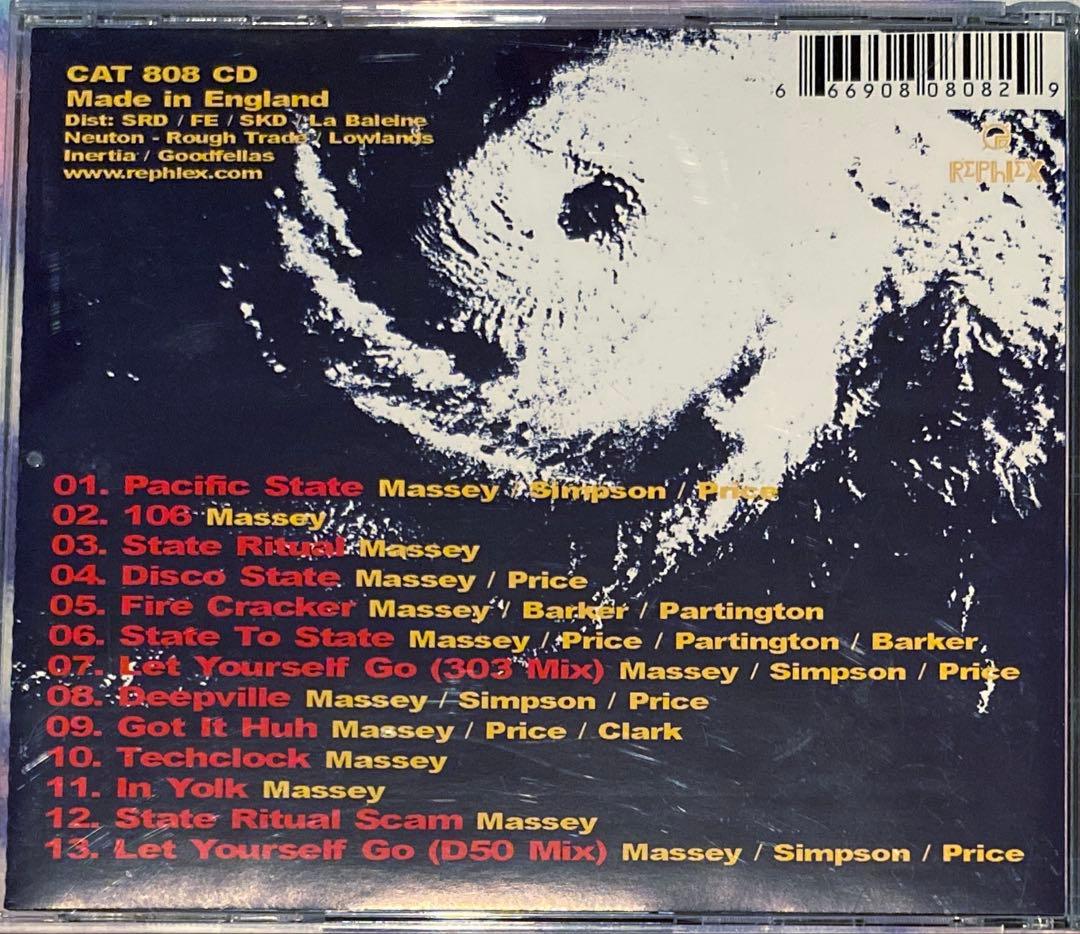 CAT 808 CD
Made in England
Dist: SRD / FE / SKD / La Baleine
Neuton - Rough Trade / Lowlands
Inertia / Goodfellas
www.rephlex.com
6 66908 08082 9
REPHLEX
01. Pacific State Massey / Simpson / Price
02. 106 Massey
03. State Ritual Massey
04. Disco State Massey / Price
05. Fire Cracker Massey / Barker / Partington
06. State To State Massey / Price / Partington / Barker
07. Let Yourself Go (303 Mix) Massey / Simpson / Price
08. Deepville Massey / Simpson / Price
09. Got It Huh Massey / Price / Clark
10. Techclock Massey
11. In Yolk Massey
12. State Ritual Scam Massey
13. Let Yourself Go (D50 Mix) Massey / Simpson / Price